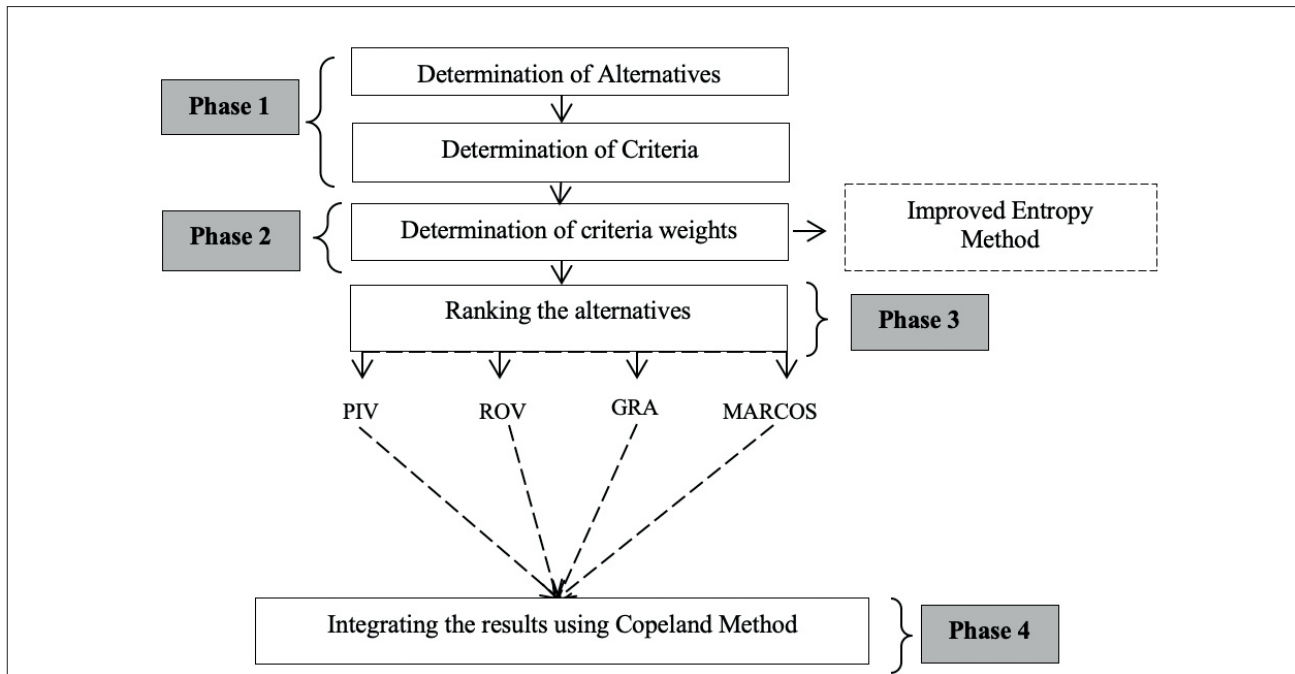 Determination of Alternatives
Phase 1
Determination of Criteria
Phase 2
Determination of criteria weights
Improved Entropy
Method
Ranking the alternatives
Phase 3
PIV
ROV
GRA
MARCOS
Integrating the results using Copeland Method
Phase 4